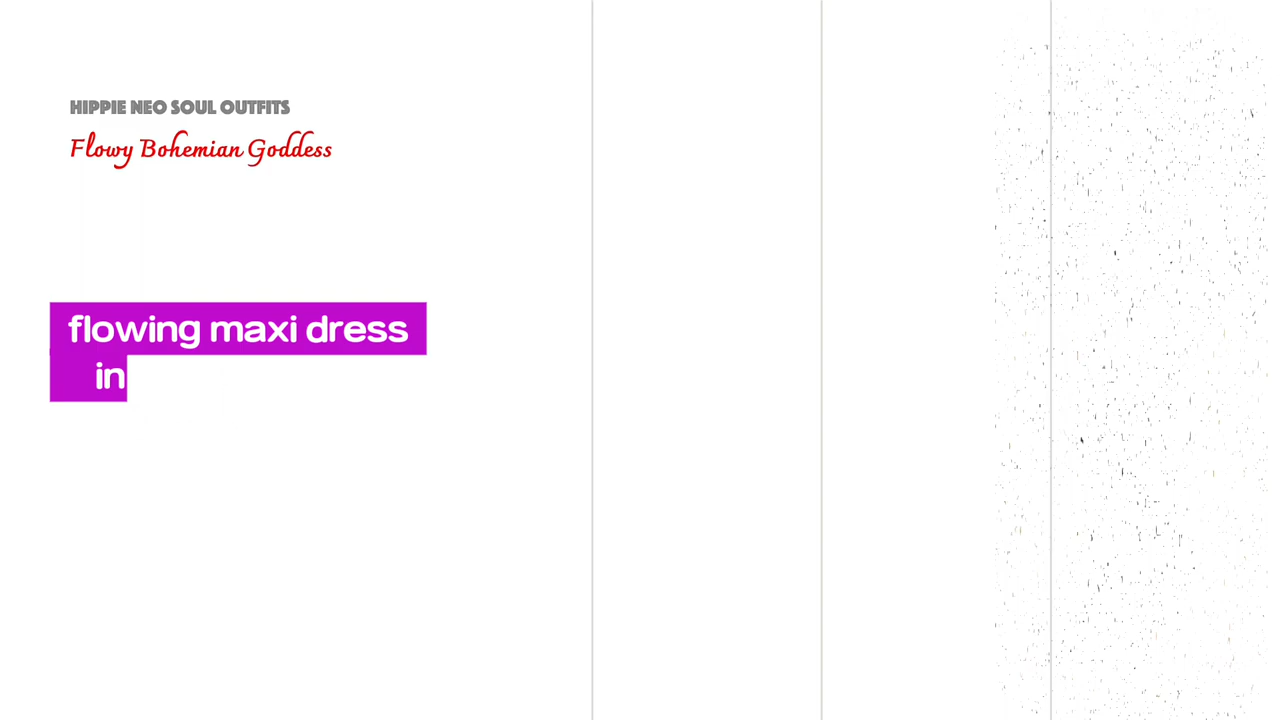 HIPPIE NEO SOUL OUTFITS
Flowy Bohemian Goddess
flowing maxi dress
in